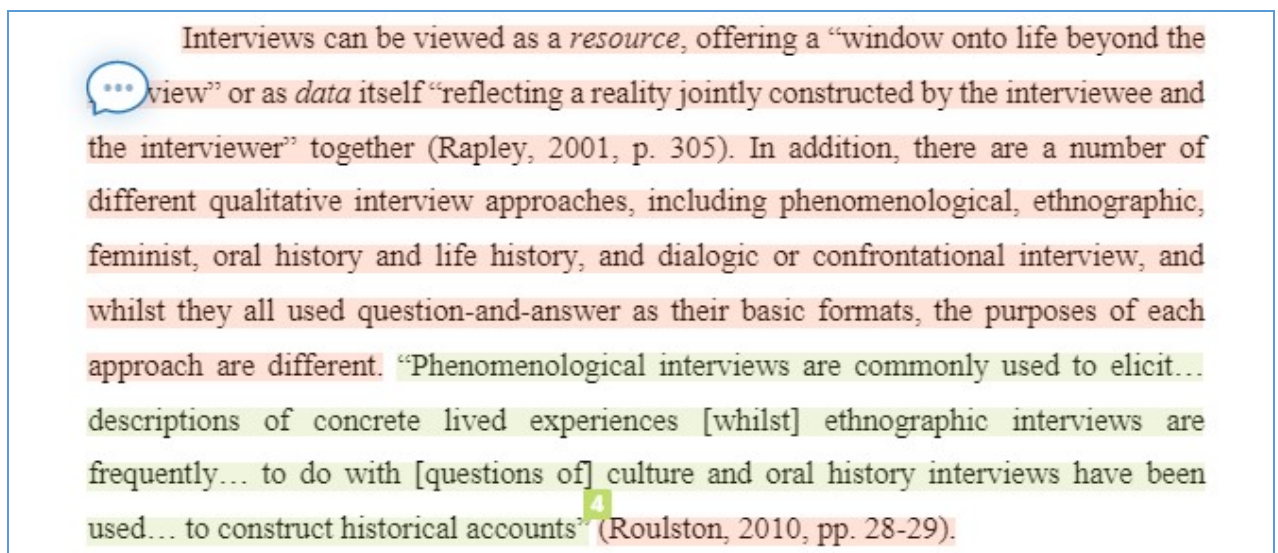 Interviews can be viewed as a resource, offering a “window onto life beyond the
view” or as data itself “reflecting a reality jointly constructed by the interviewee and
the interviewer” together (Rapley, 2001, p. 305). In addition, there are a number of
different qualitative interview approaches, including phenomenological, ethnographic,
feminist, oral history and life history, and dialogic or confrontational interview, and
whilst they all used question-and-answer as their basic formats, the purposes of each
approach are different. “Phenomenological interviews are commonly used to elicit…
descriptions of concrete lived experiences [whilst] ethnographic interviews are
frequently… to do with [questions of] culture and oral history interviews have been
4
used… to construct historical accounts” (Roulston, 2010, pp. 28-29).